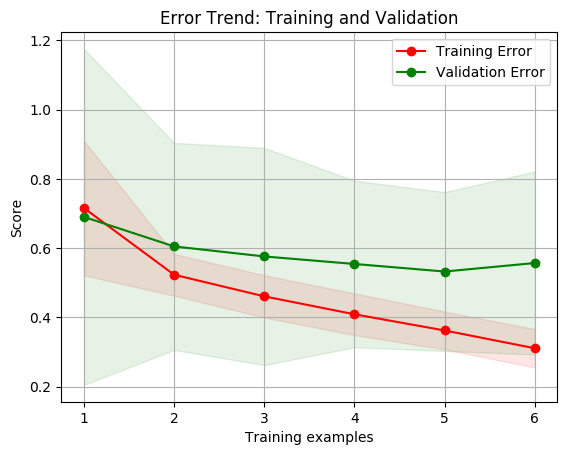 Error Trend: Training and Validation
Training Error
Validation Error
Score
1.2
1.0
0.8
0.6
0.4
0.2
1 2 3 4 5 6
Training examples